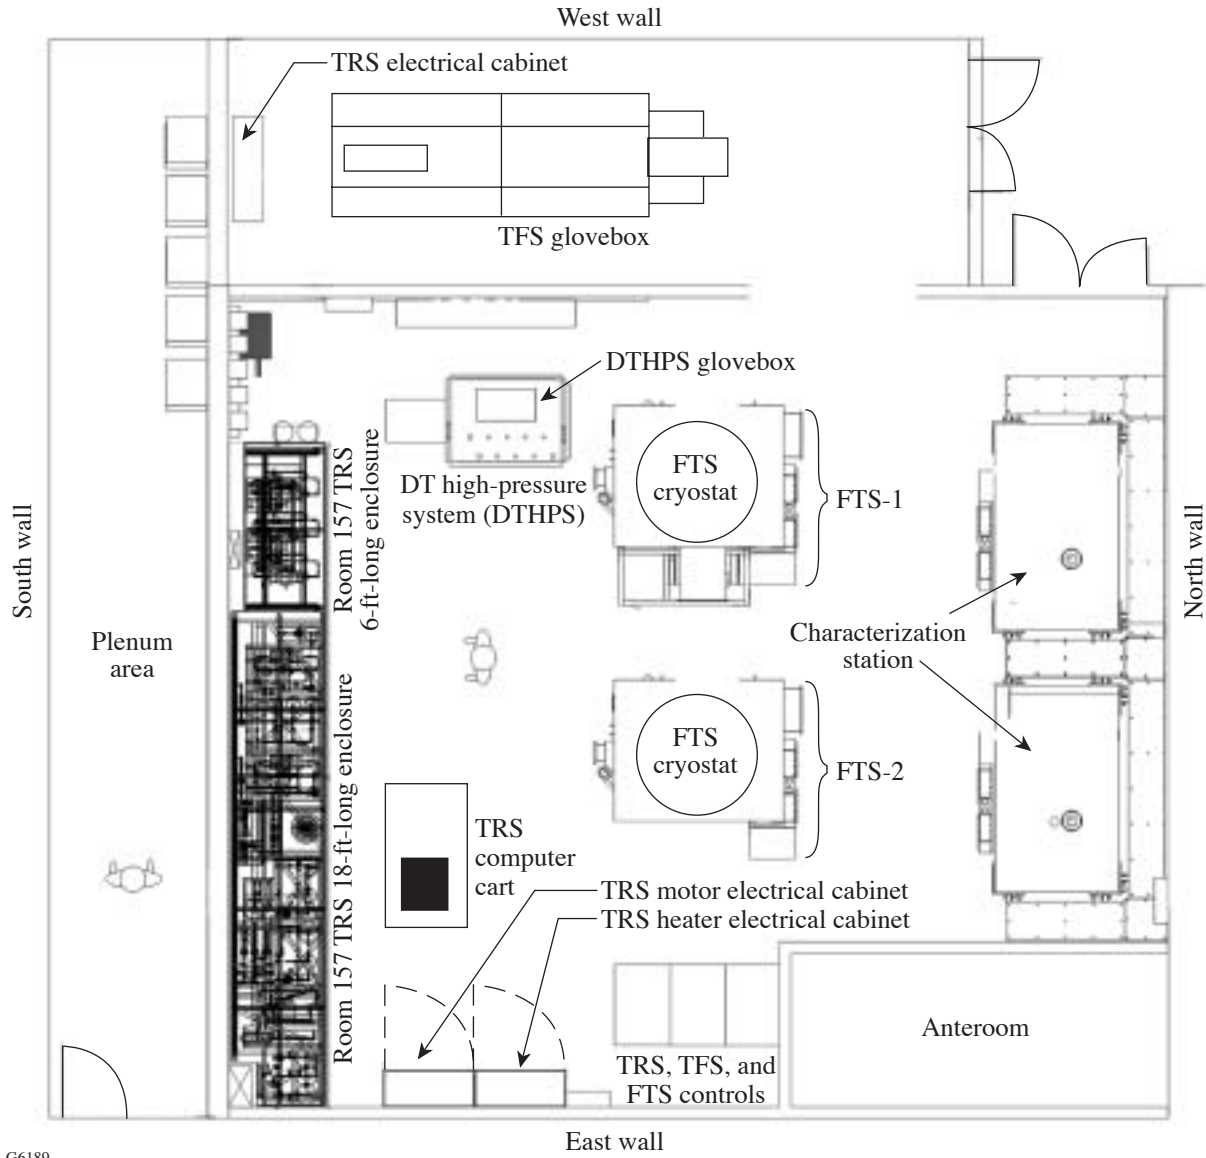 West wall
TRS electrical cabinet
TFS glovebox
DTHPS glovebox
FTS
cryostat
FTS-1
DT high-pressure
system (DTHPS)
Room 157 TRS
6-ft-long enclosure
South wall
North wall
Plenum
area
Characterization
station
FTS
cryostat
FTS-2
Room 157 TRS 18-ft-long enclosure
TRS
computer
cart
TRS motor electrical cabinet
TRS heater electrical cabinet
Anteroom
TRS, TFS, and
FTS controls
East wall
G6189